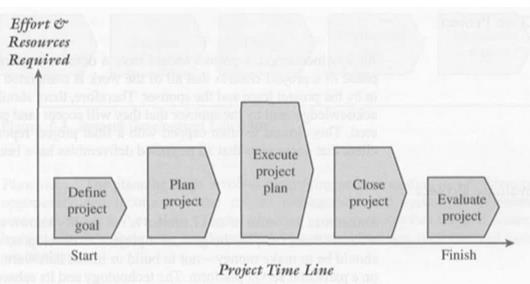 Effort &
Resources
Required
Define
project
goal
Plan
project
Execute
project
plan
Close
project
Evaluate
project
Start
Finish
Project Time Line